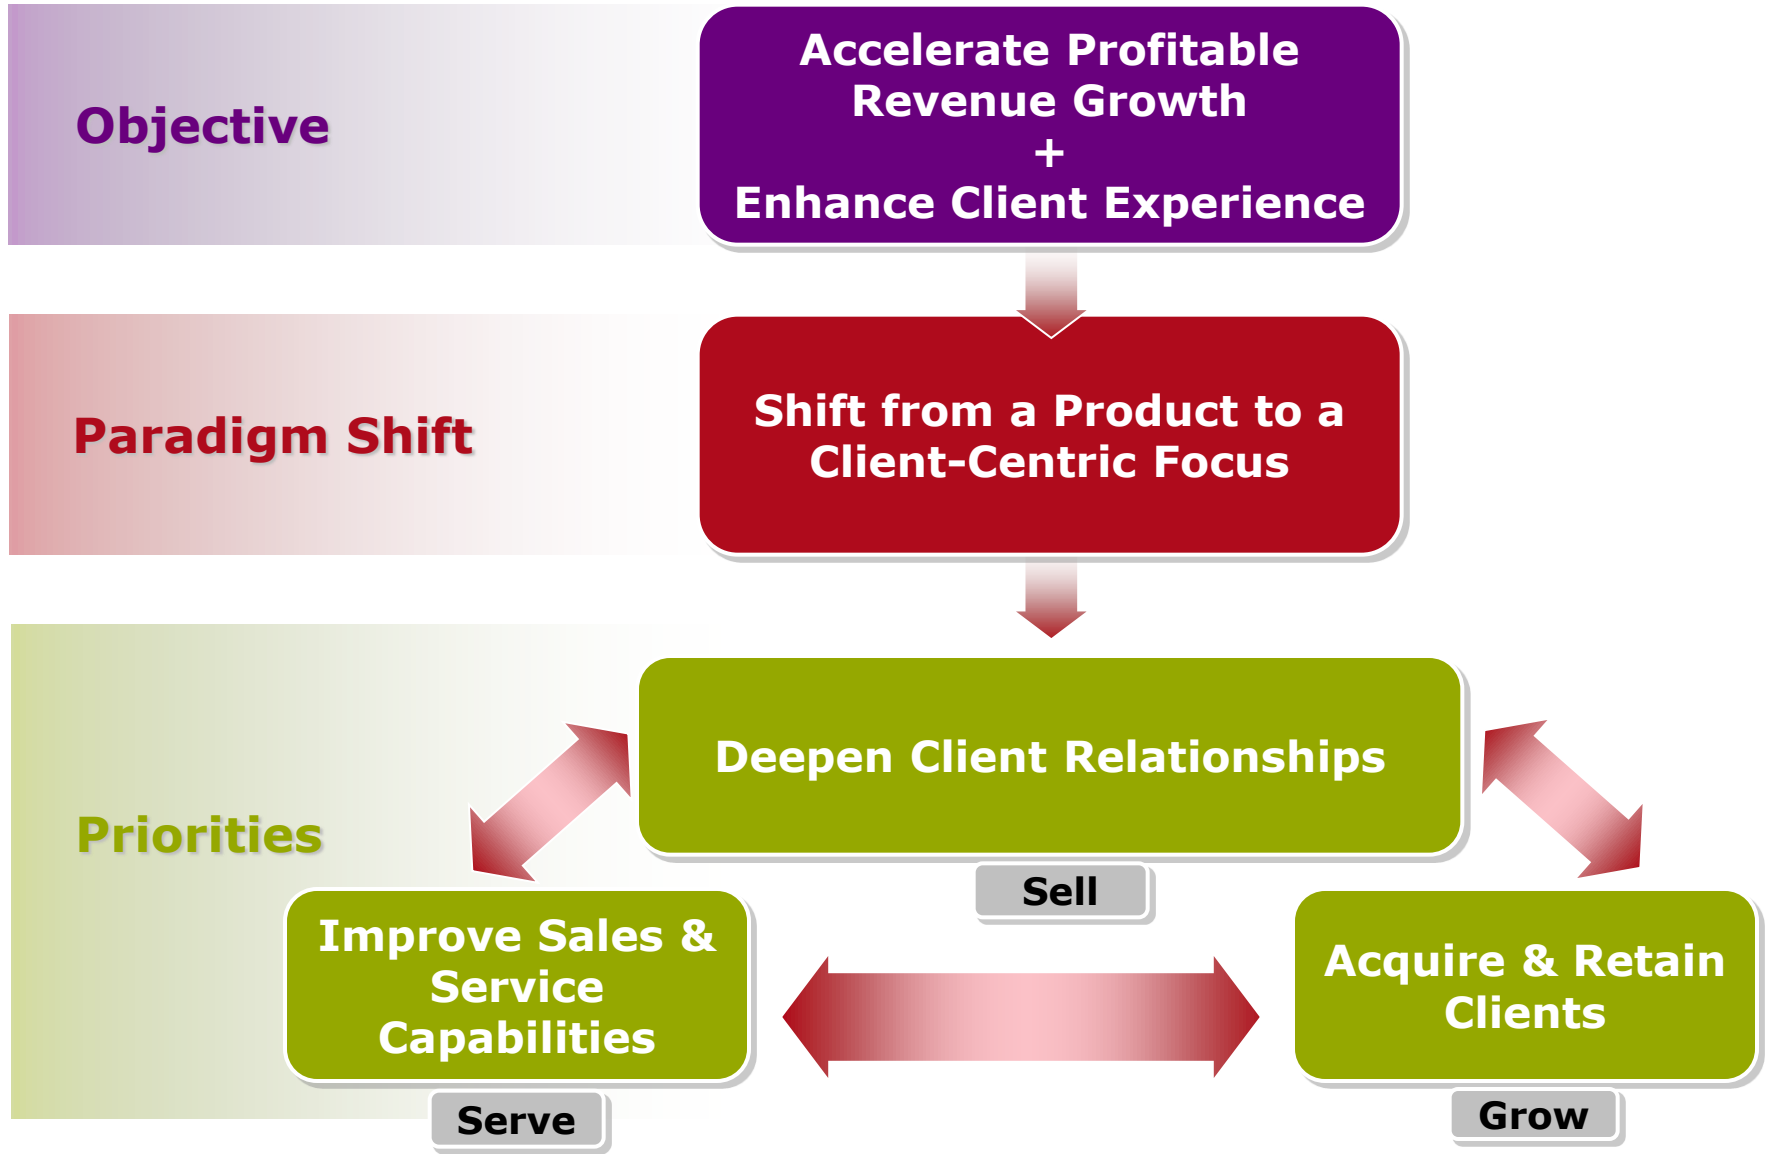 Objective
Accelerate Profitable
Revenue Growth
+
Enhance Client Experience
Paradigm Shift
Shift from a Product to a
Client-Centric Focus
Priorities
Deepen Client Relationships
Sell
Improve Sales &
Service
Capabilities
Serve
Acquire & Retain
Clients
Grow